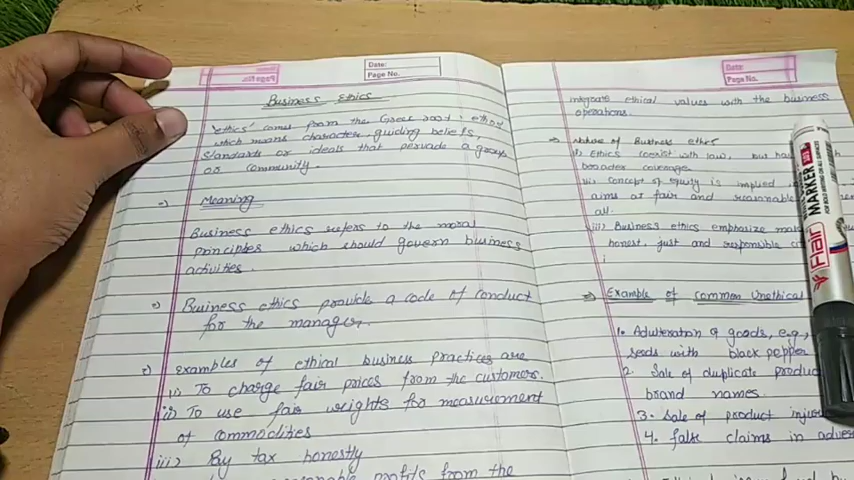 Date:
Page No.
Business Ethics
'ethics' comes from the Greek root 'ethos'
which means character, guiding beliefs,
standards or ideals that pervade a group
or community.
Meaning
Business ethics refers to the moral
principles which should govern business
activities.
Business ethics provide a code of conduct
for the manager.
examples of ethical business practices are
i) To charge fair prices from the customers.
ii) To use fair weights for measurement
of commodities
iii) Pay tax honestly
profits from the
Date:
Page No.
integrate ethical values with the business
operations.
Nature of Business ethics
i) Ethics coexist with law, but has
broader coverage.
ii) concept of equity is implied
aims at fair and reasonable
all.
iii) Business ethics emphasize
honest, just and responsible
Example of common Unethical
1. Adulteration of goods, e.g.,
seeds with black pepper
2. Sale of duplicate
brand names.
3. Sale of product
4. false claims in
Flair
MARKER